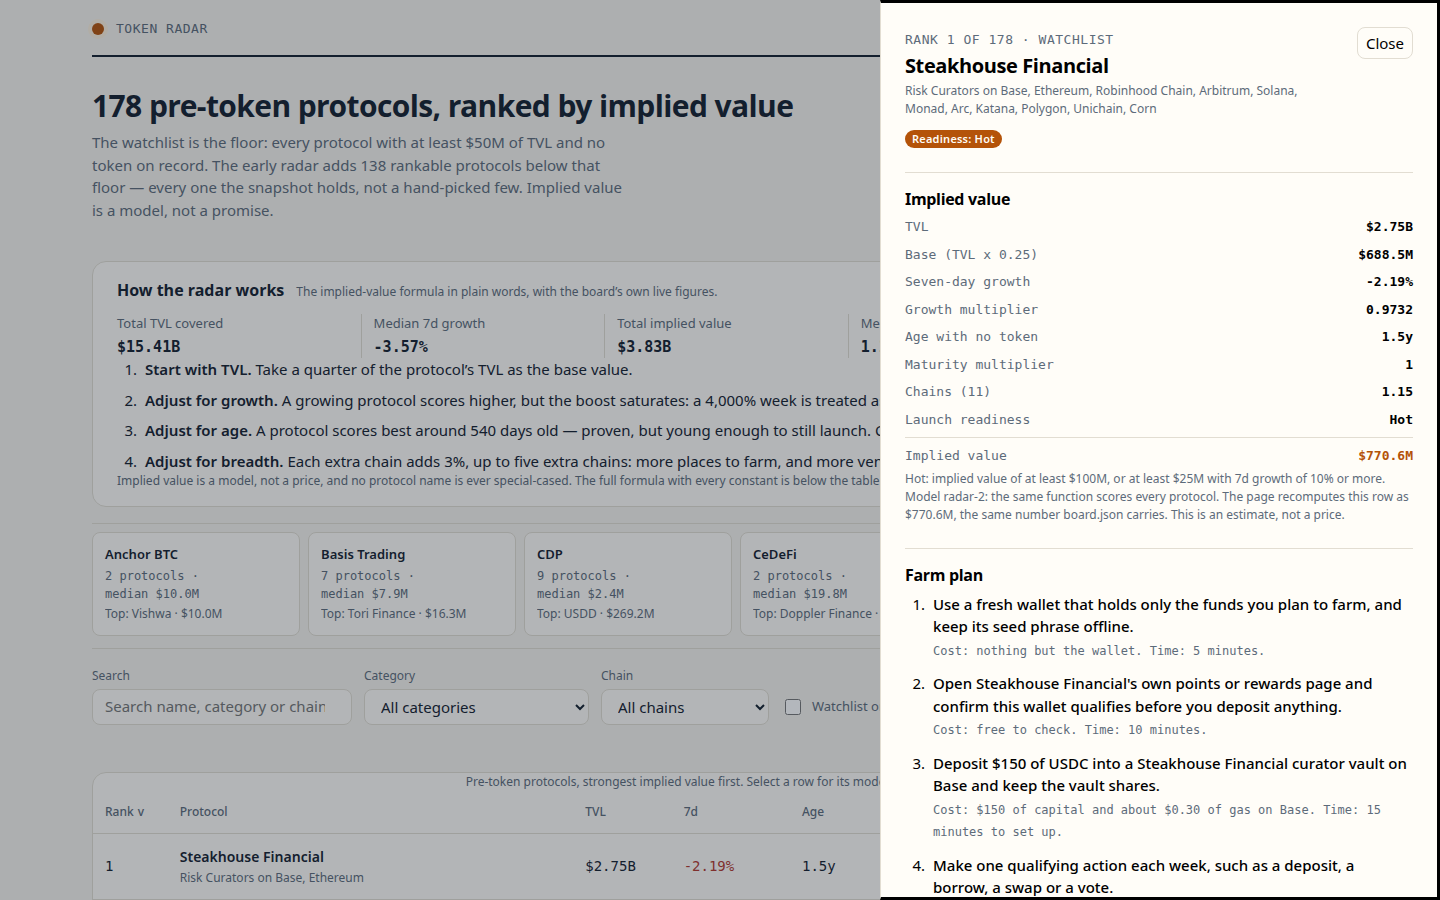 TOKEN RADAR
178 pre-token protocols, ranked by implied value
The watchlist is the floor: every protocol with at least $50M of TVL and no
token on record. The early radar adds 138 rankable protocols below that
floor — every one the snapshot holds, not a hand-picked few. Implied value
is a model, not a promise.
How the radar works The implied-value formula in plain words, with the board's own live figures.
Total TVL covered
$15.41B
Median 7d growth
-3.57%
Total implied value
$3.83B
Me
1.
1. Start with TVL. Take a quarter of the protocol's TVL as the base value.
2. Adjust for growth. A growing protocol scores higher, but the boost saturates: a 4,000% week is treated a
3. Adjust for age. A protocol scores best around 540 days old — proven, but young enough to still launch.
4. Adjust for breadth. Each extra chain adds 3%, up to five extra chains: more places to farm, and more ver
Implied value is a model, not a price, and no protocol name is ever special-cased. The full formula with every constant is below the table
Anchor BTC
2 protocols ·
median $10.0M
Top: Vishwa · $10.0M
Basis Trading
7 protocols ·
median $7.9M
Top: Tori Finance · $16.3M
CDP
9 protocols ·
median $2.4M
Top: USDD · $269.2M
CeDeFi
2 protocols ·
median $19.8M
Top: Doppler Finance ·
Search
Search name, category or chain
Category
All categories
Chain
All chains
Watchlist o
Pre-token protocols, strongest implied value first. Select a row for its mod
Rank v Protocol TVL 7d Age
1 Steakhouse Financial $2.75B -2.19% 1.5y
Risk Curators on Base, Ethereum
RANK 1 OF 178 · WATCHLIST
Close
Steakhouse Financial
Risk Curators on Base, Ethereum, Robinhood Chain, Arbitrum, Solana,
Monad, Arc, Katana, Polygon, Unichain, Corn
Readiness: Hot
Implied value
TVL $2.75B
Base (TVL x 0.25) $688.5M
Seven-day growth -2.19%
Growth multiplier 0.9732
Age with no token 1.5y
Maturity multiplier 1
Chains (11) 1.15
Launch readiness Hot
Implied value $770.6M
Hot: implied value of at least $100M, or at least $25M with 7d growth of 10% or more.
Model radar-2: the same function scores every protocol. The page recomputes this row as
$770.6M, the same number board.json carries. This is an estimate, not a price.
Farm plan
1. Use a fresh wallet that holds only the funds you plan to farm, and
keep its seed phrase offline.
Cost: nothing but the wallet. Time: 5 minutes.
2. Open Steakhouse Financial's own points or rewards page and
confirm this wallet qualifies before you deposit anything.
Cost: free to check. Time: 10 minutes.
3. Deposit $150 of USDC into a Steakhouse Financial curator vault on
Base and keep the vault shares.
Cost: $150 of capital and about $0.30 of gas on Base. Time: 15
minutes to set up.
4. Make one qualifying action each week, such as a deposit, a
borrow, a swap or a vote.